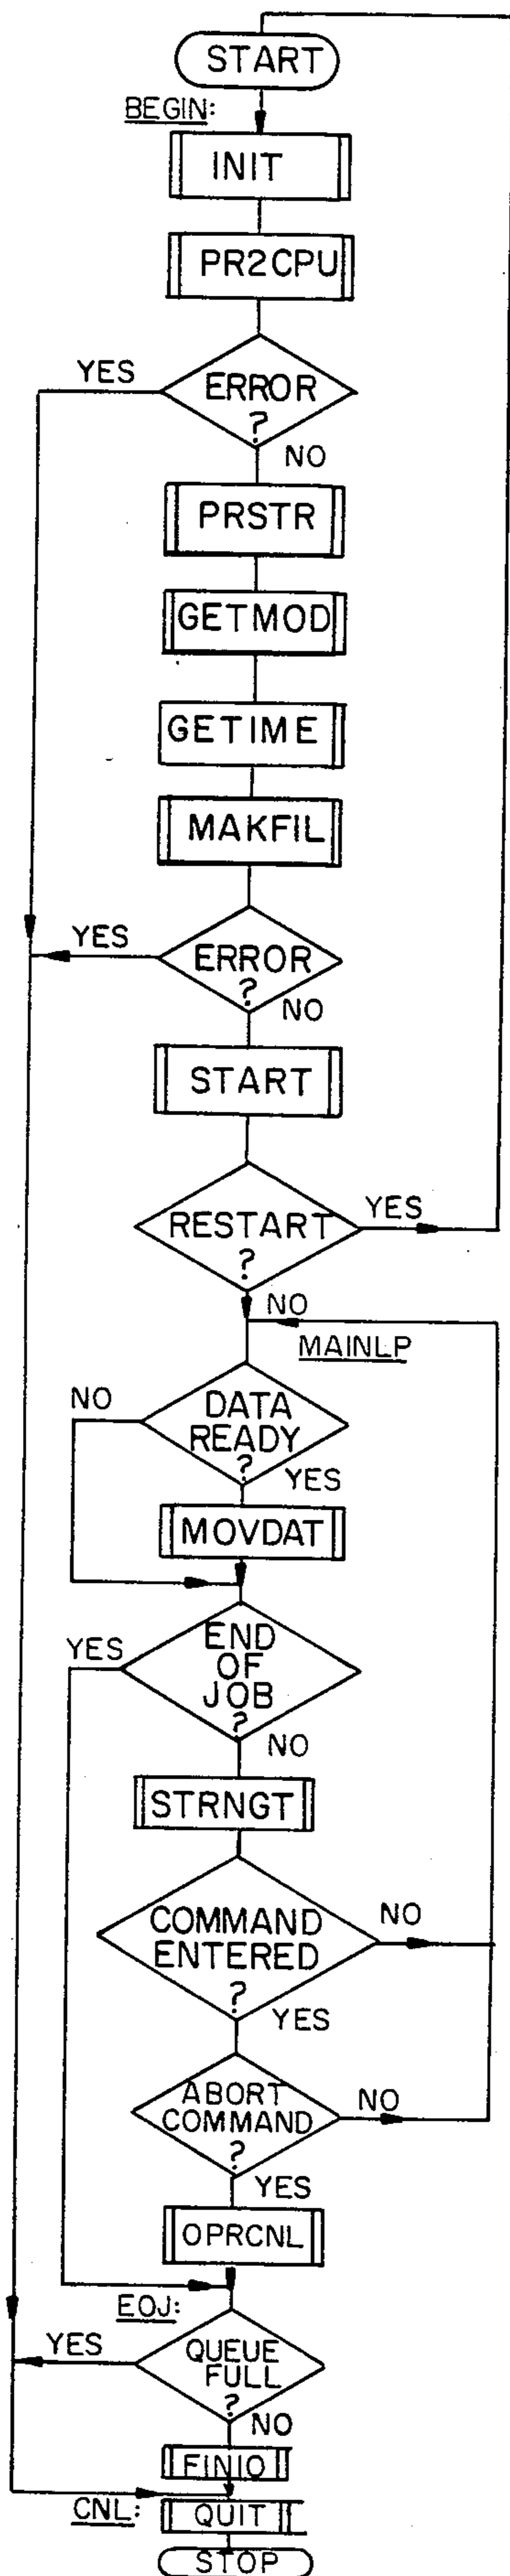 START
BEGIN:
INIT
PR2CPU
YES
ERROR
?
NO
PRSTR
GETMOD
GETIME
MAKFIL
YES
ERROR
?
NO
START
RESTART
?
YES
NO
MAINLP
NO
DATA
READY
?
YES
MOVDAT
YES
END
OF
JOB
?
NO
STRNGT
COMMAND
ENTERED
?
NO
YES
ABORT
COMMAND
?
NO
YES
OPRCNL
EOJ:
YES
QUEUE
FULL
?
NO
FINIO
CNL:
QUIT
STOP